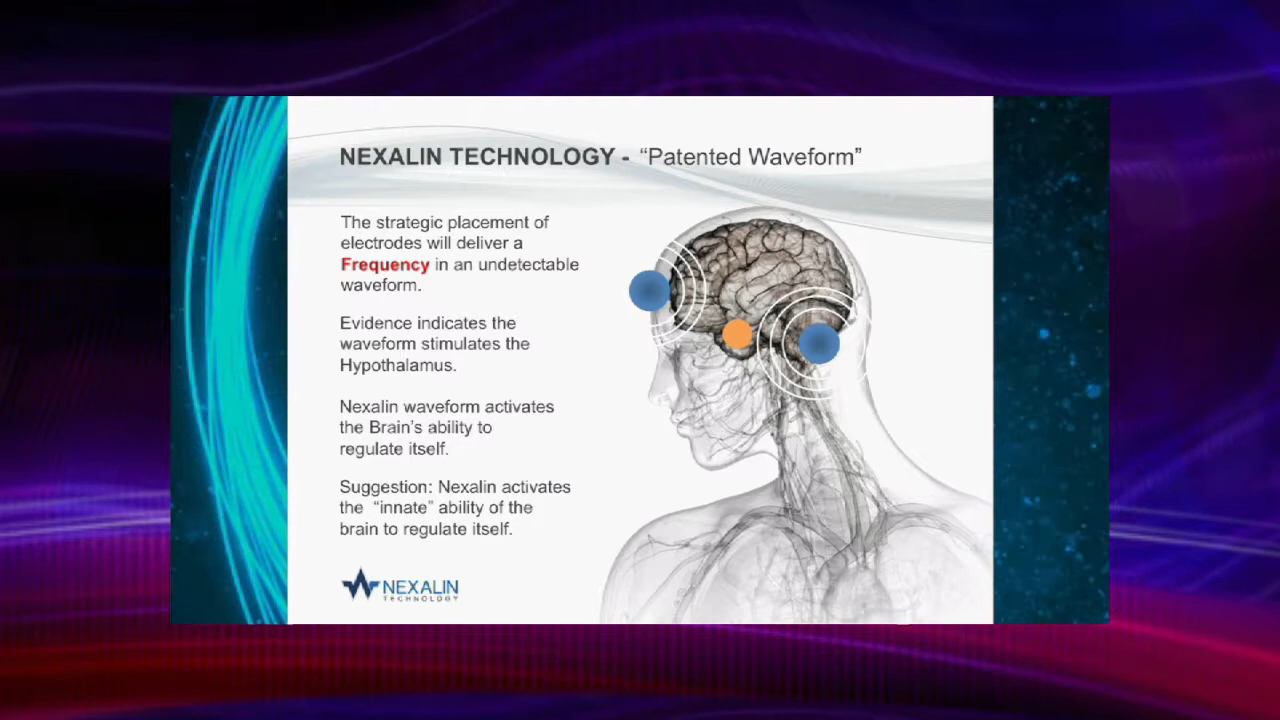 NEXALIN TECHNOLOGY - “Patented Waveform”
The strategic placement of
electrodes will deliver a
Frequency in an undetectable
waveform.
Evidence indicates the
waveform stimulates the
Hypothalamus.
Nexalin waveform activates
the Brain’s ability to
regulate itself.
Suggestion: Nexalin activates
the “innate” ability of the
brain to regulate itself.
NEXALIN
TECHNOLOGY